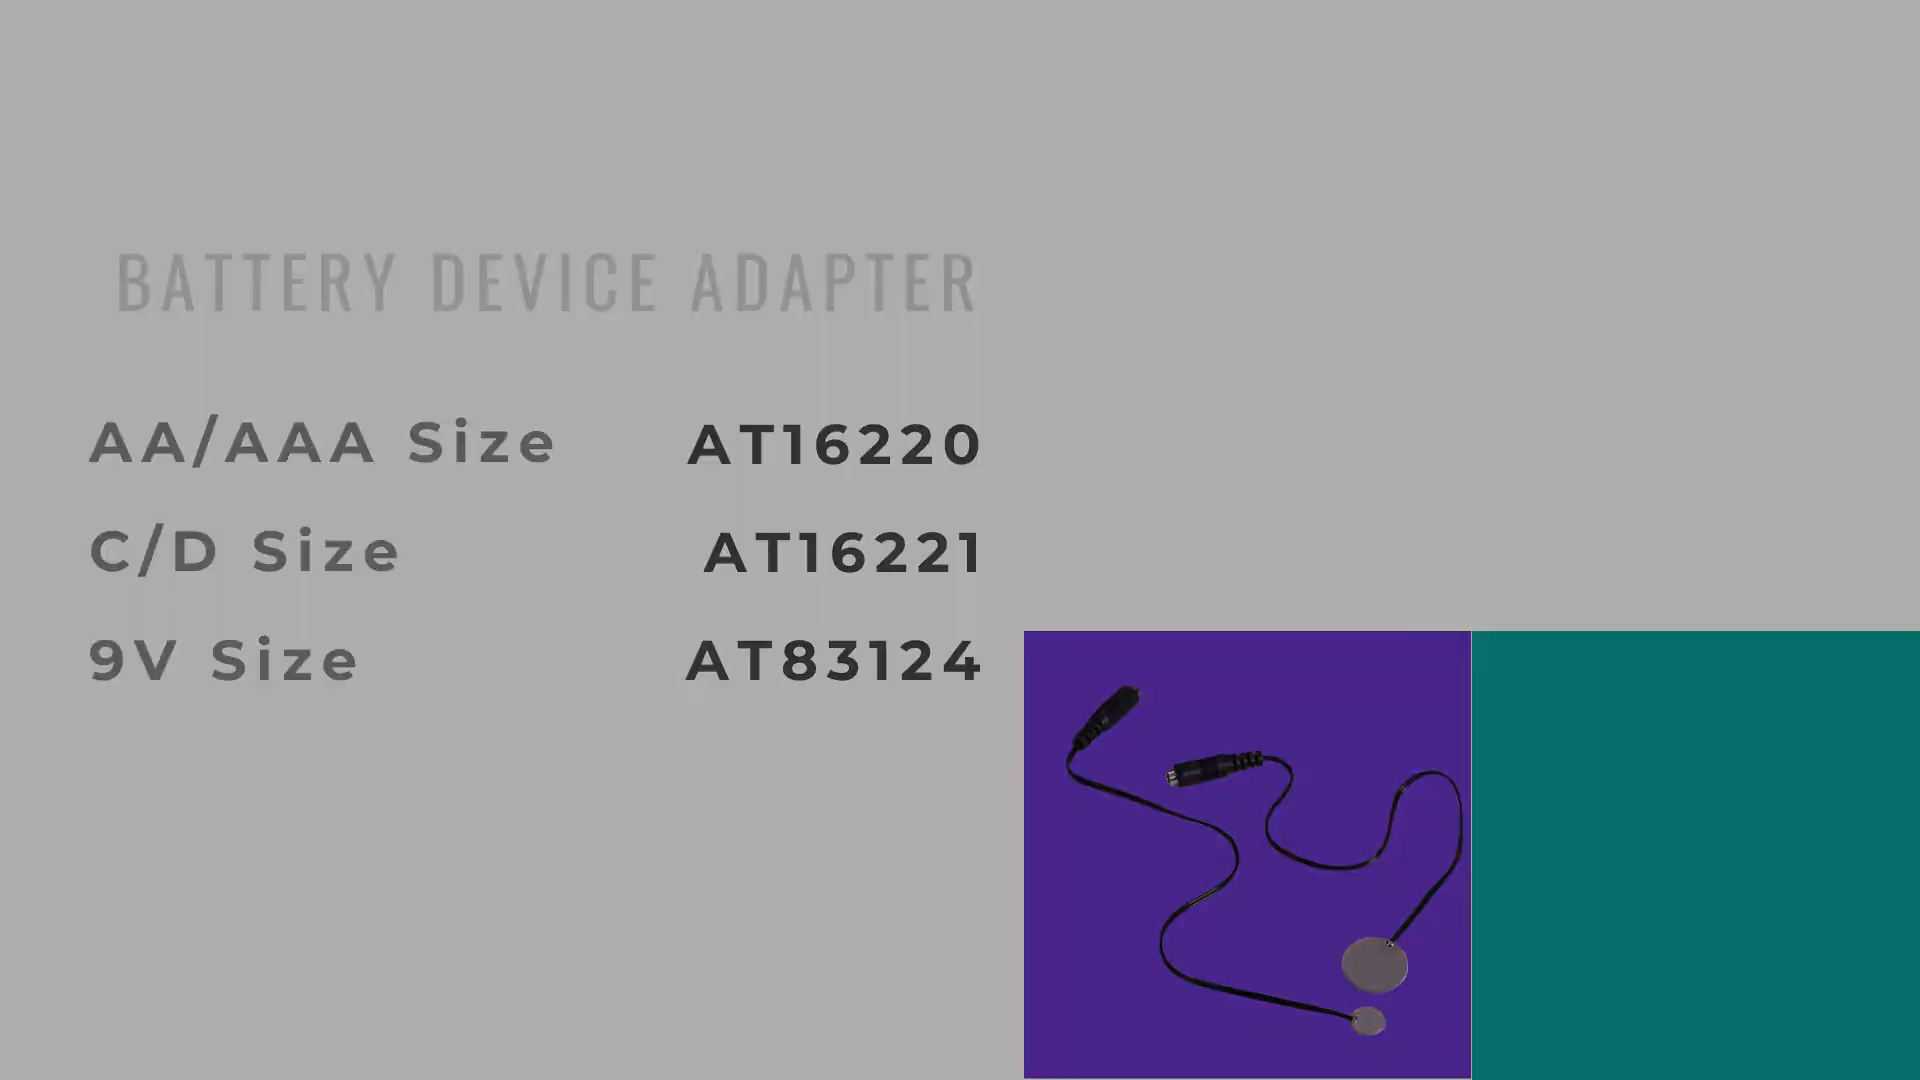 BATTERY DEVICE ADAPTER
AA/AAA Size AT16220
C/D Size AT16221
9V Size AT83124